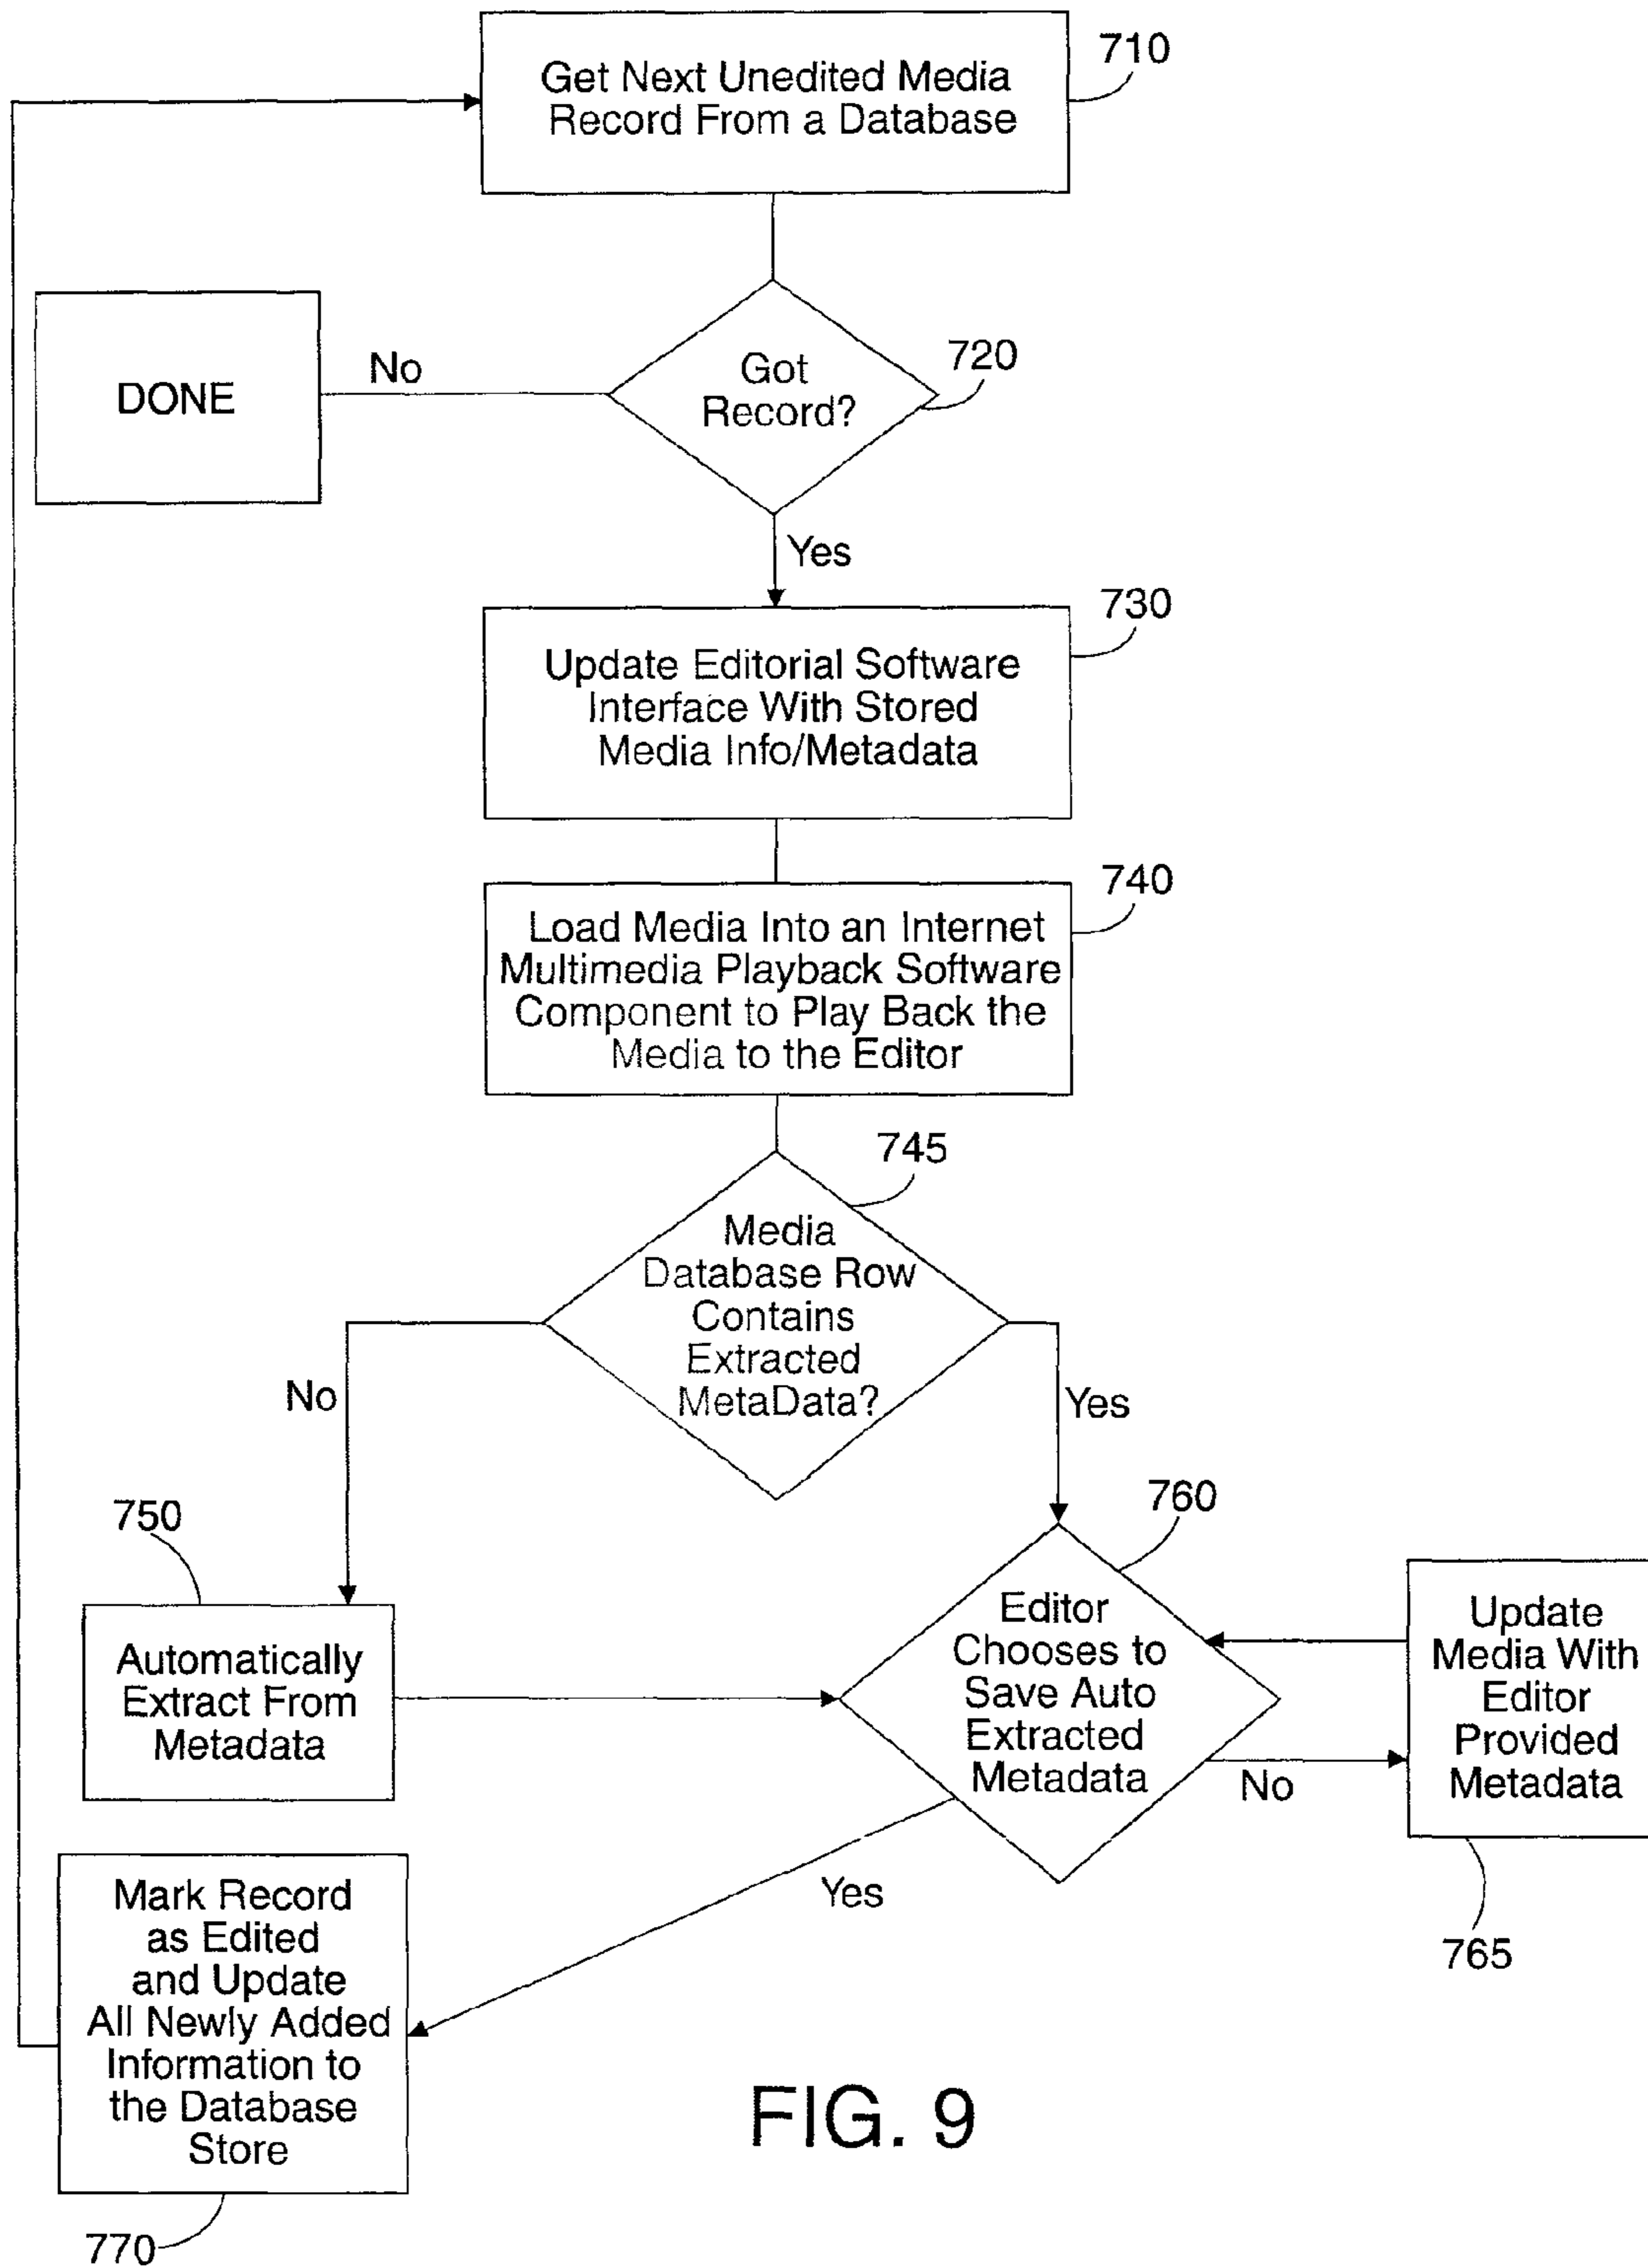 Get Next Unedited Media
Record From a Database
710
Got
Record?
720
No
DONE
Yes
Update Editorial Software
Interface With Stored
Media Info/Metadata
730
Load Media Into an Internet
Multimedia Playback Software
Component to Play Back the
Media to the Editor
740
Media
Database Row
Contains
Extracted
MetaData?
745
No
Yes
750
Automatically
Extract From
Metadata
760
Editor
Chooses to
Save Auto
Extracted
Metadata
No
Update
Media With
Editor
Provided
Metadata
765
Yes
Mark Record
as Edited
and Update
All Newly Added
Information to
the Database
Store
770
FIG. 9